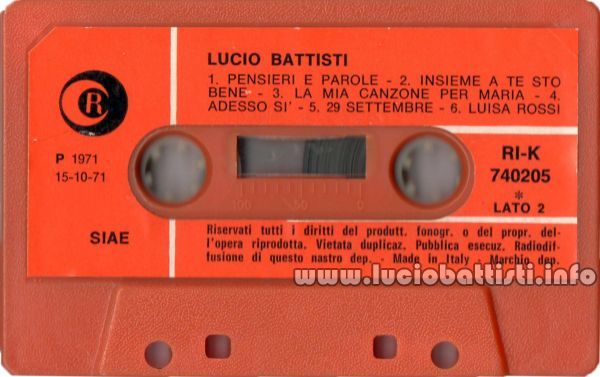 LUCIO BATTISTI
1. PENSIERI E PAROLE - 2. INSIEME A TE STO
BENE - 3. LA MIA CANZONE PER MARIA - 4.
ADESSO SI' - 5. 29 SETTEMBRE - 6. LUISA ROSSI
R
P 1971
15-10-71
SIAE
100 50 0
RI-K
740205
*
LATO 2
Riservati tutti i diritti del produtt. fonogr. o del propr. del-
l'opera riprodotta. Vietata duplicaz. Pubblica esecuz. Radiodif-
fusione di questo nastro dep. - Made in Italy - Marchio dep.
www.luciobattisti.info